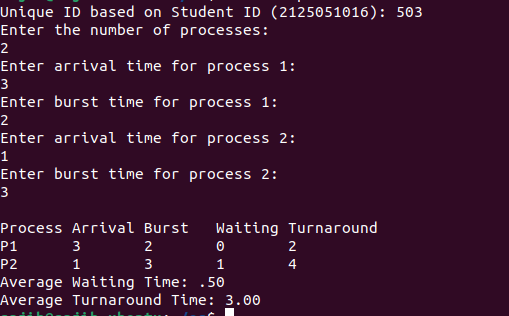 Unique ID based on Student ID (2125051016): 503
Enter the number of processes:
2
Enter arrival time for process 1:
3
Enter burst time for process 1:
2
Enter arrival time for process 2:
1
Enter burst time for process 2:
3
Process Arrival Burst Waiting Turnaround
P1 3 2 0 2
P2 1 3 1 4
Average Waiting Time: .50
Average Turnaround Time: 3.00